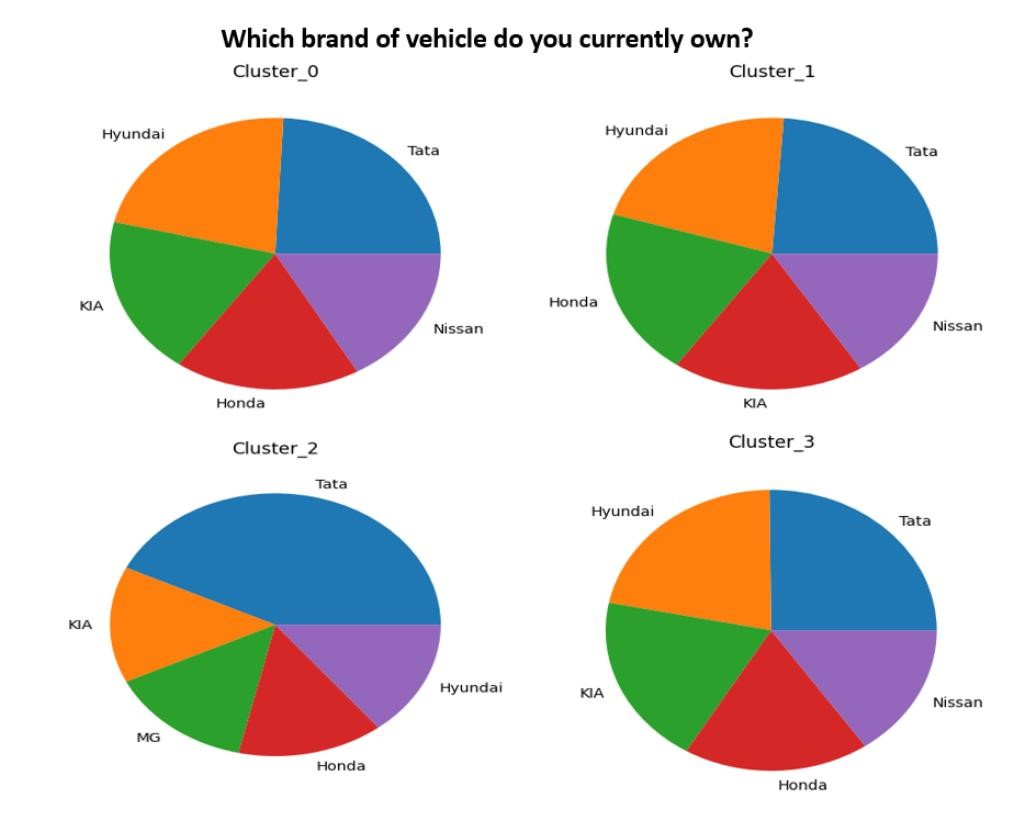 Which brand of vehicle do you currently own?
Cluster_0
Hyundai
Tata
KIA
Nissan
Honda
Cluster_1
Hyundai
Tata
Honda
Nissan
KIA
Cluster_2
Tata
KIA
Hyundai
MG
Honda
Cluster_3
Hyundai
Tata
KIA
Nissan
Honda